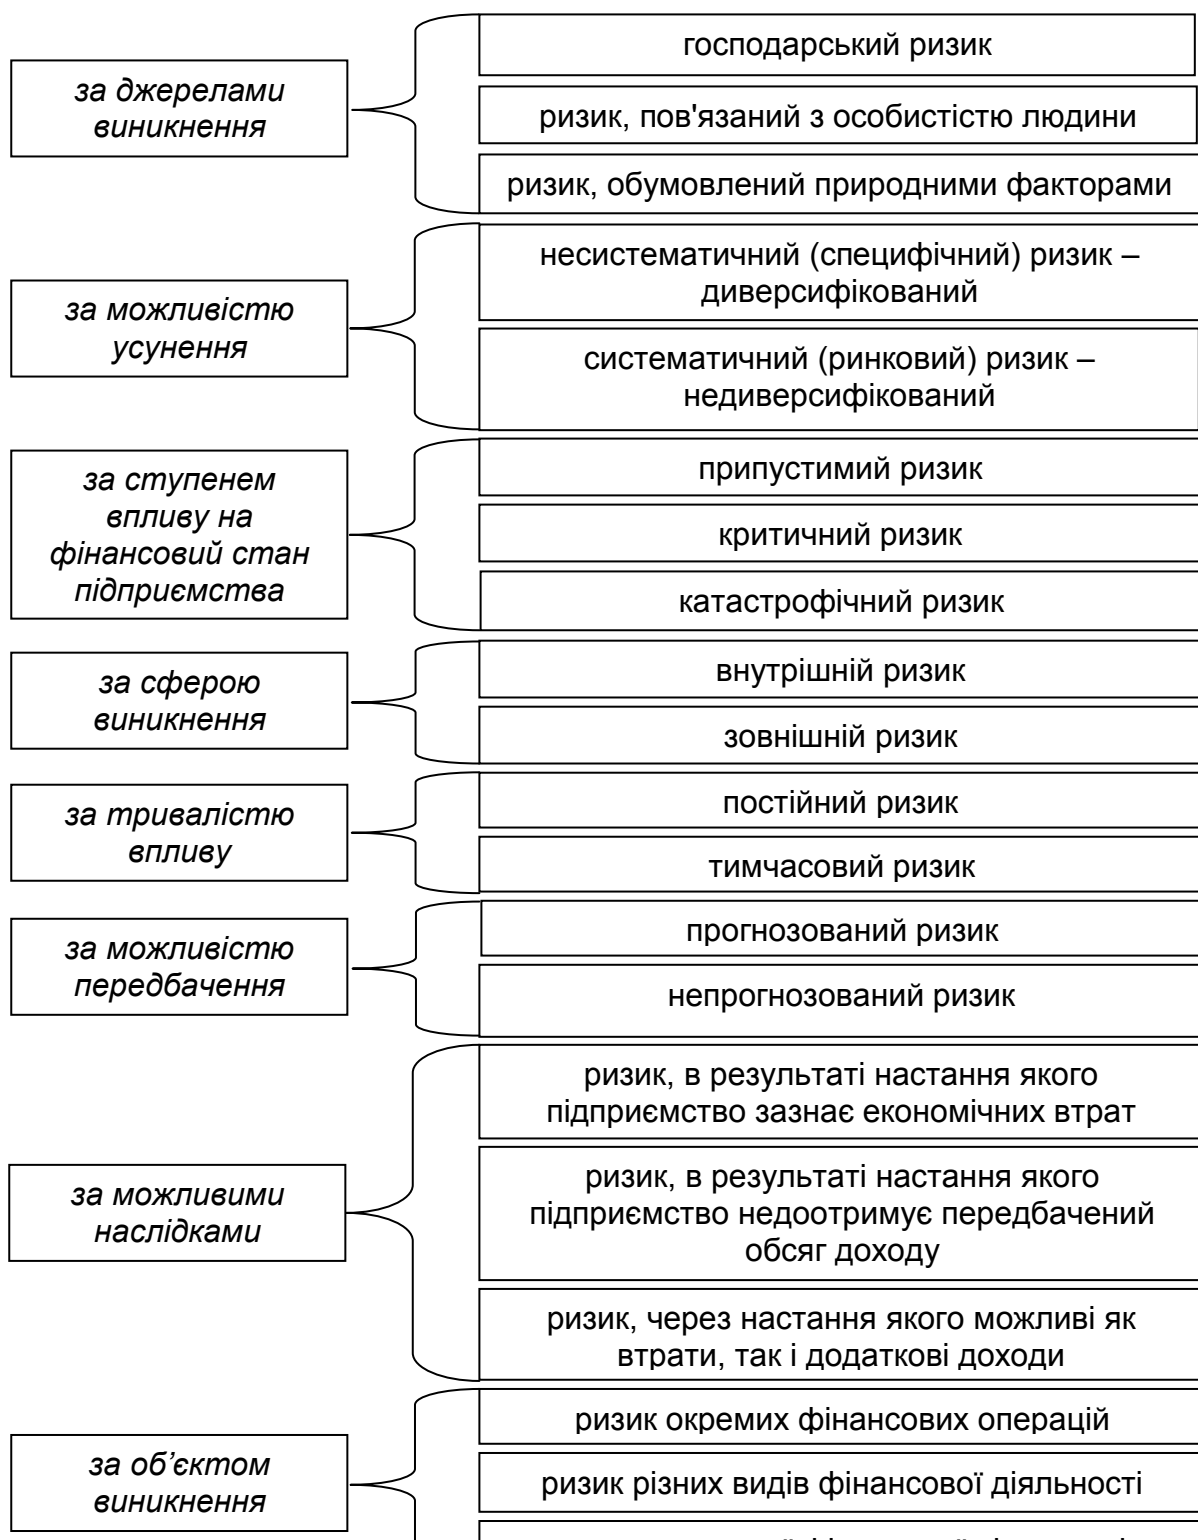 за джерелами
виникнення
господарський ризик
ризик, пов'язаний з особистістю людини
ризик, обумовлений природними факторами
за можливістю
усунення
несистематичний (специфічний) ризик –
диверсифікований
систематичний (ринковий) ризик –
недиверсифікований
за ступенем
впливу на
фінансовий стан
підприємства
припустимий ризик
критичний ризик
катастрофічний ризик
за сферою
виникнення
внутрішній ризик
зовнішній ризик
за тривалістю
впливу
постійний ризик
тимчасовий ризик
за можливістю
передбачення
прогнозований ризик
непрогнозований ризик
за можливими
наслідками
ризик, в результаті настання якого
підприємство зазнає економічних втрат
ризик, в результаті настання якого
підприємство недоотримує передбачений
обсяг доходу
ризик, через настання якого можливі як
втрати, так і додаткові доходи
за об’єктом
виникнення
ризик окремих фінансових операцій
ризик різних видів фінансової діяльності